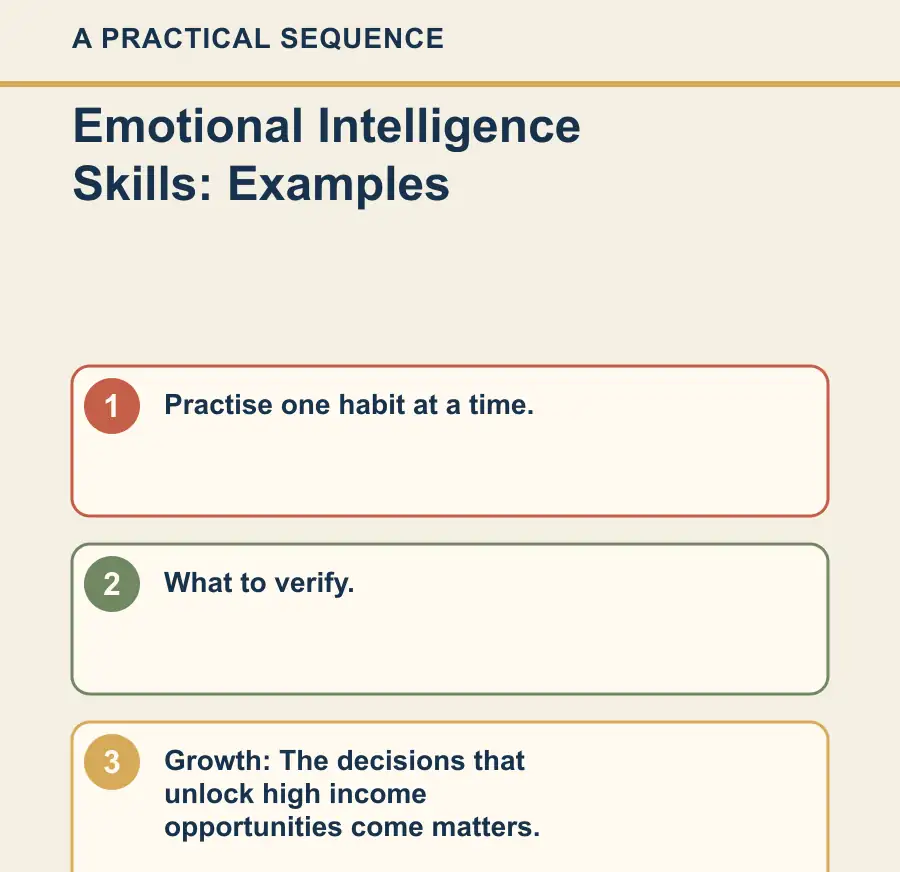 A PRACTICAL SEQUENCE
Emotional Intelligence
Skills: Examples
1
Practise one habit at a time.
2
What to verify.
3
Growth: The decisions that
unlock high income
opportunities come matters.